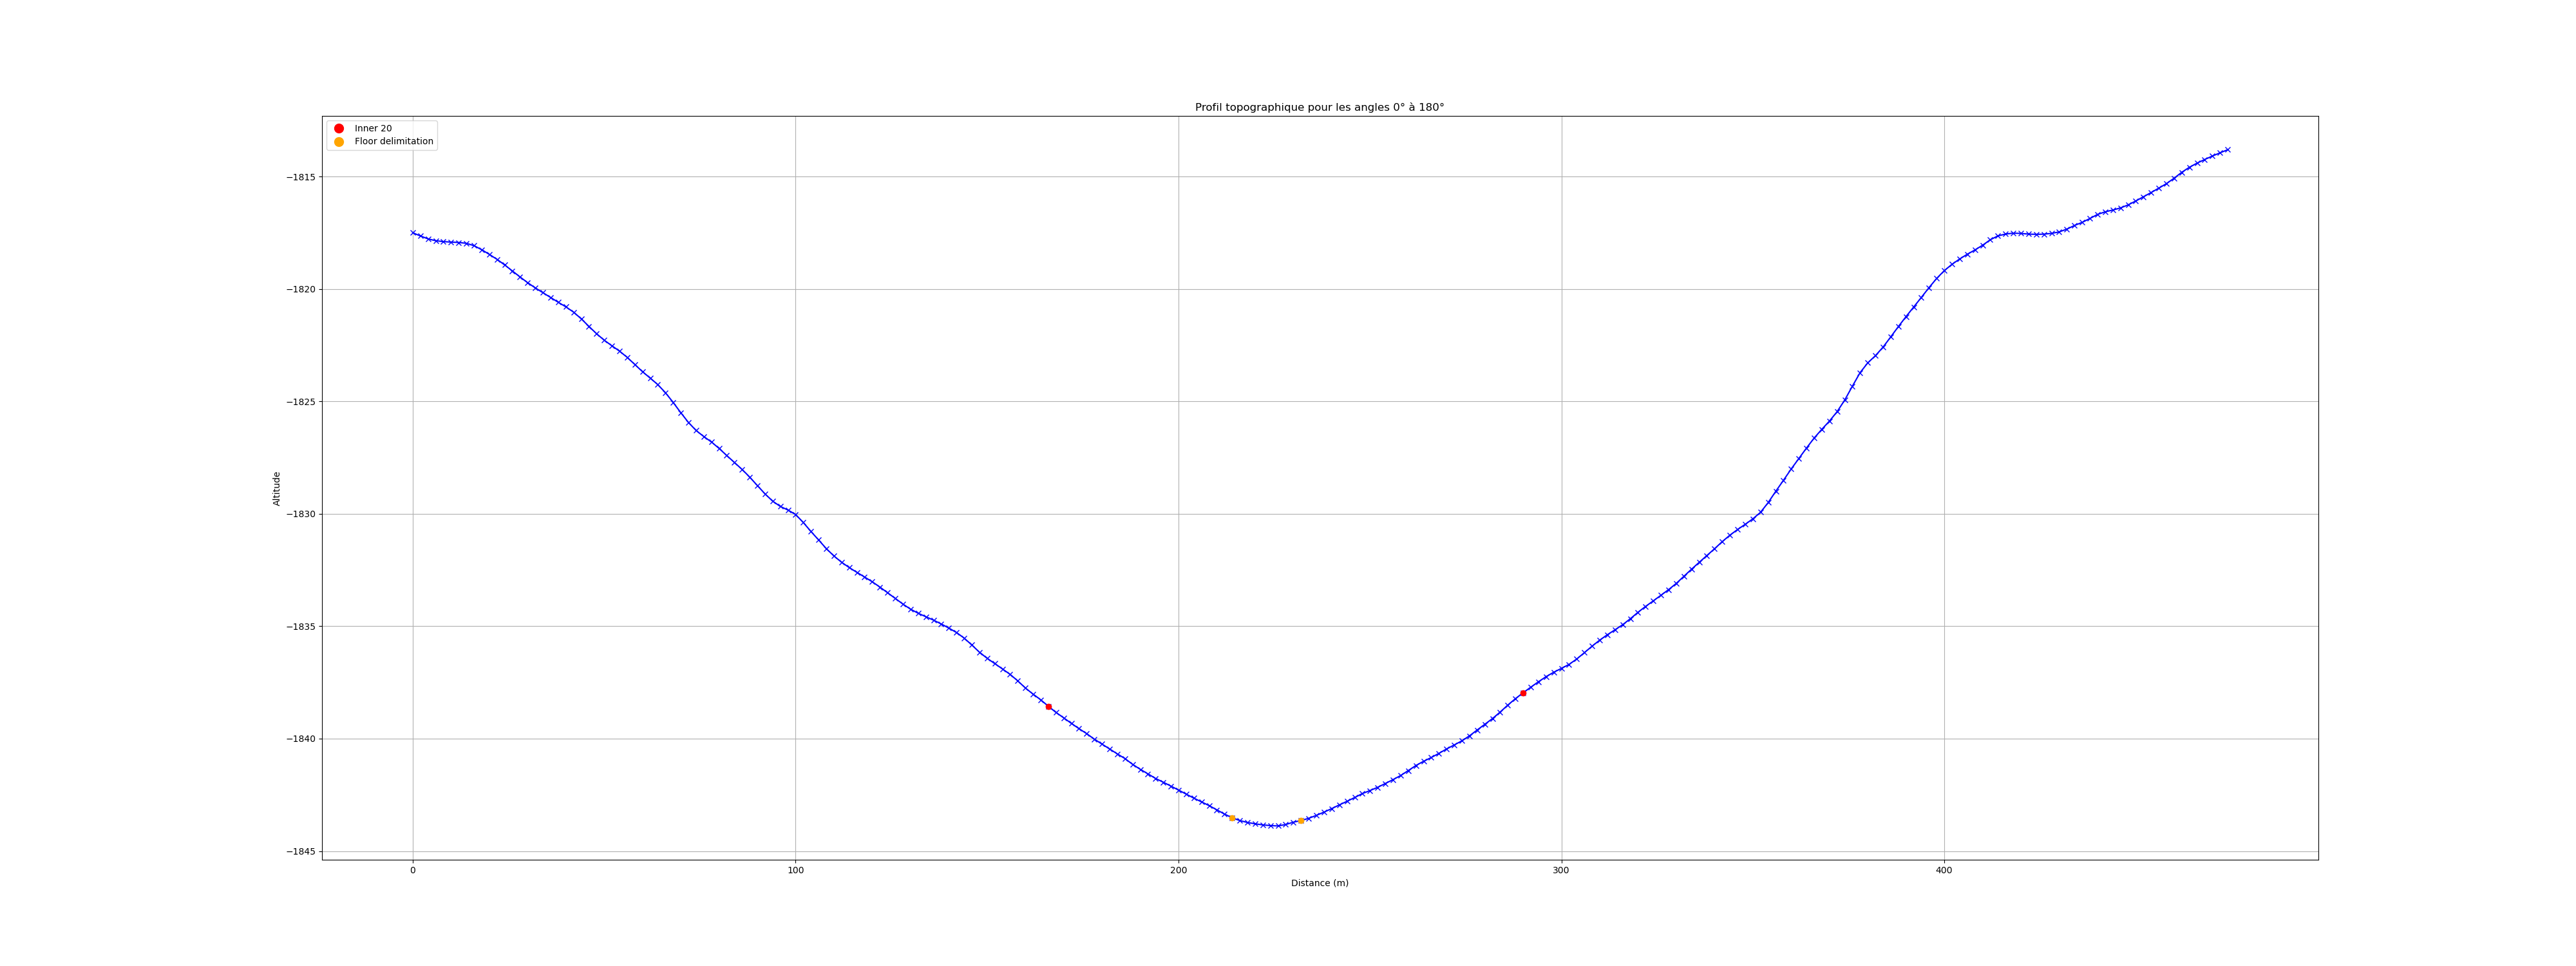 Profil topographique pour les angles 0° à 180°
Inner 20
Floor delimitation
−1815
−1820
−1825
−1830
−1835
−1840
−1845
Altitude
0 100 200 300 400
Distance (m)